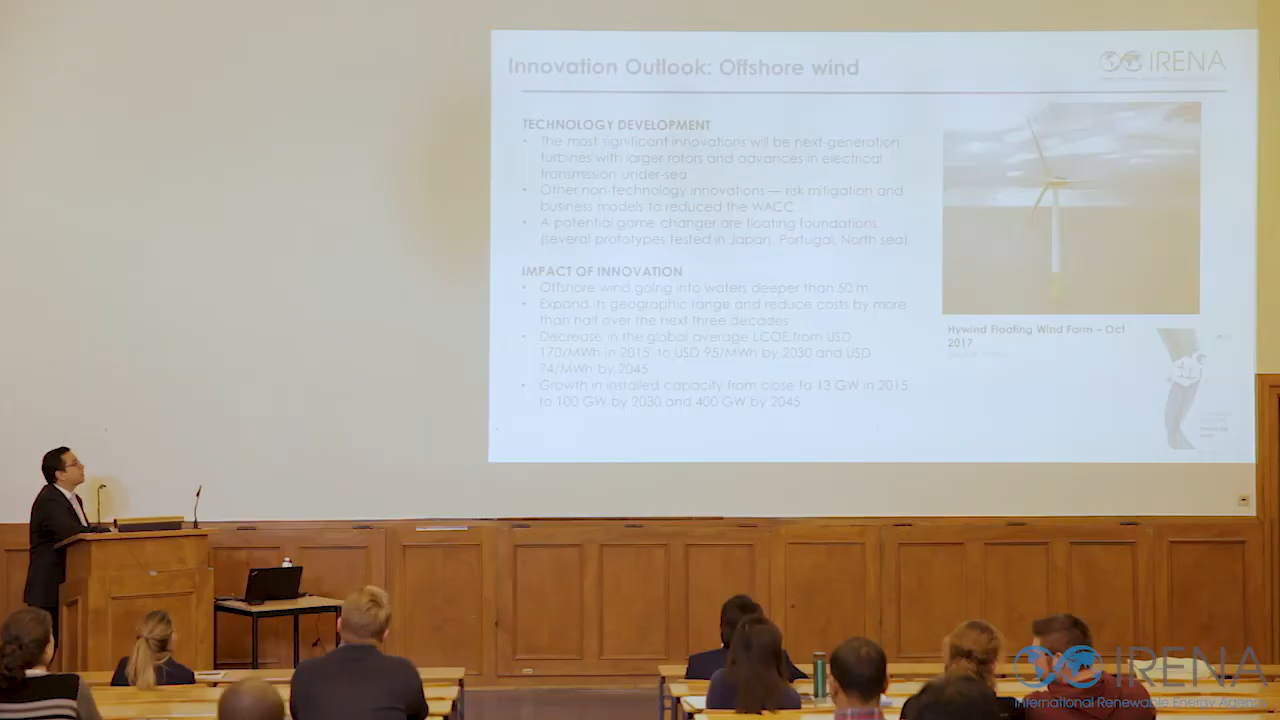 Innovation Outlook: Offshore wind
IRENA
TECHNOLOGY DEVELOPMENT
• The most significant innovations will be next-generation
turbines with larger rotors and advances in electrical
transmission under-sea
• Other non-technology innovations — risk mitigation and
business models to reduced the WACC
• A potential game changer are floating foundations
(several prototypes tested in Japan, Portugal, North sea)
IMPACT OF INNOVATION
• Offshore wind going into waters deeper than 50 m
• Expand its geographic range and reduce costs by more
than half over the next three decades
• Decrease in the global average LCOE from USD
170/MWh in 2015 to USD 95/MWh by 2030 and USD
74/MWh by 2045
• Growth in installed capacity from close to 13 GW in 2015
to 100 GW by 2030 and 400 GW by 2045
Hywind Floating Wind Farm – Oct
2017
IRENA
International Renewable Energy Agency